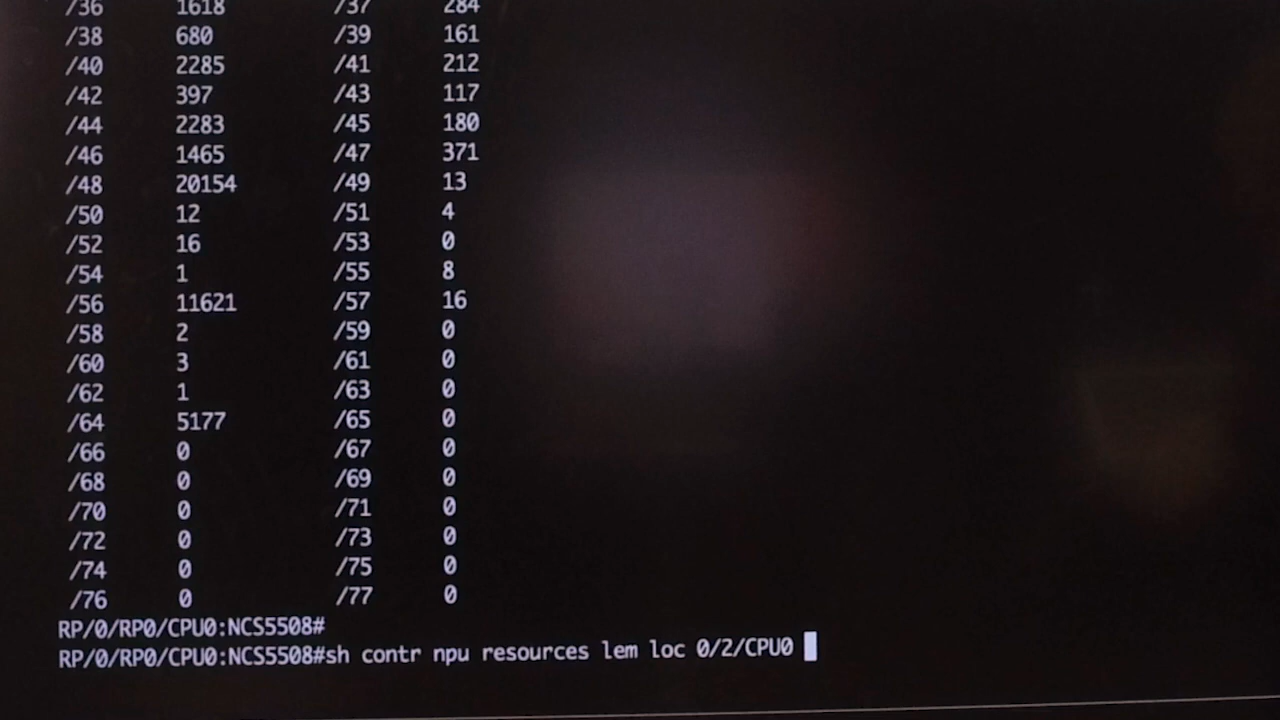 /36 1618 /37 284
/38 680 /39 161
/40 2285 /41 212
/42 397 /43 117
/44 2283 /45 180
/46 1465 /47 371
/48 20154 /49 13
/50 12 /51 4
/52 16 /53 0
/54 1 /55 8
/56 11621 /57 16
/58 2 /59 0
/60 3 /61 0
/62 1 /63 0
/64 5177 /65 0
/66 0 /67 0
/68 0 /69 0
/70 0 /71 0
/72 0 /73 0
/74 0 /75 0
/76 0 /77 0
RP/0/RP0/CPU0:NCS5508#
RP/0/RP0/CPU0:NCS5508#sh contr npu resources lem loc 0/2/CPU0